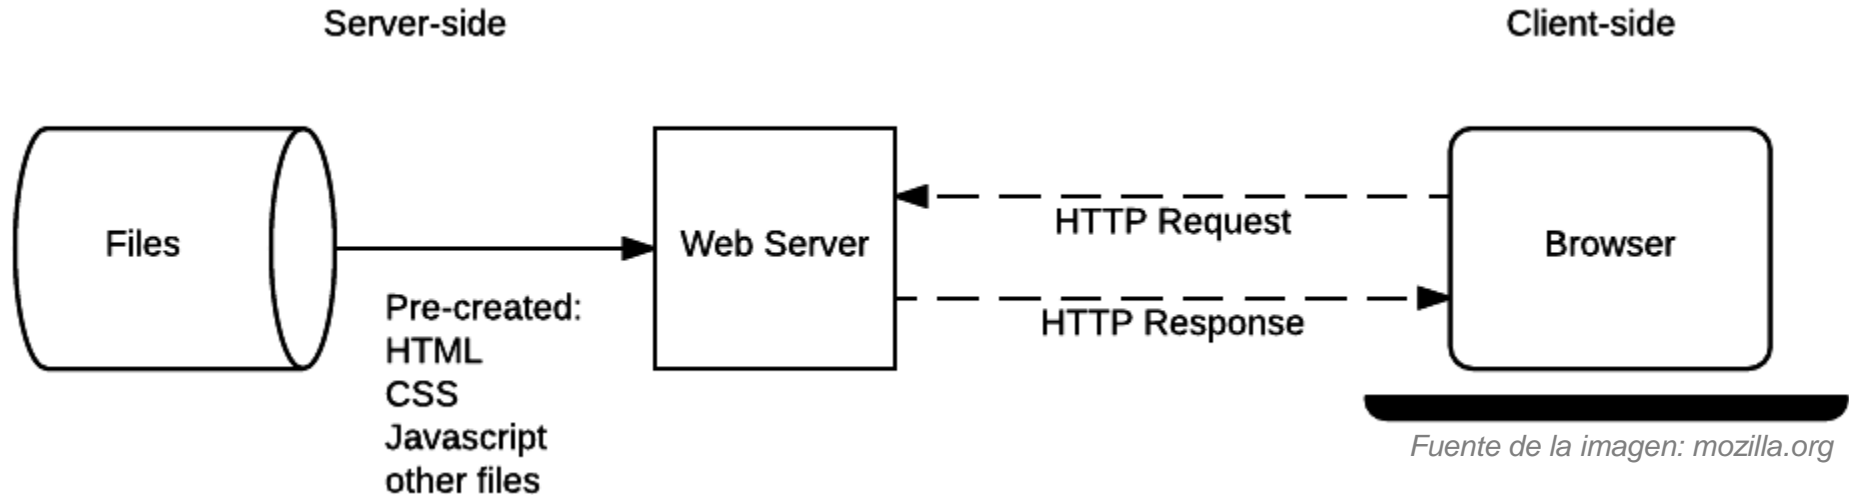 Server-side
Client-side
Files
Pre-created:
HTML
CSS
Javascript
other files
Web Server
HTTP Request
HTTP Response
Browser
Fuente de la imagen: mozilla.org